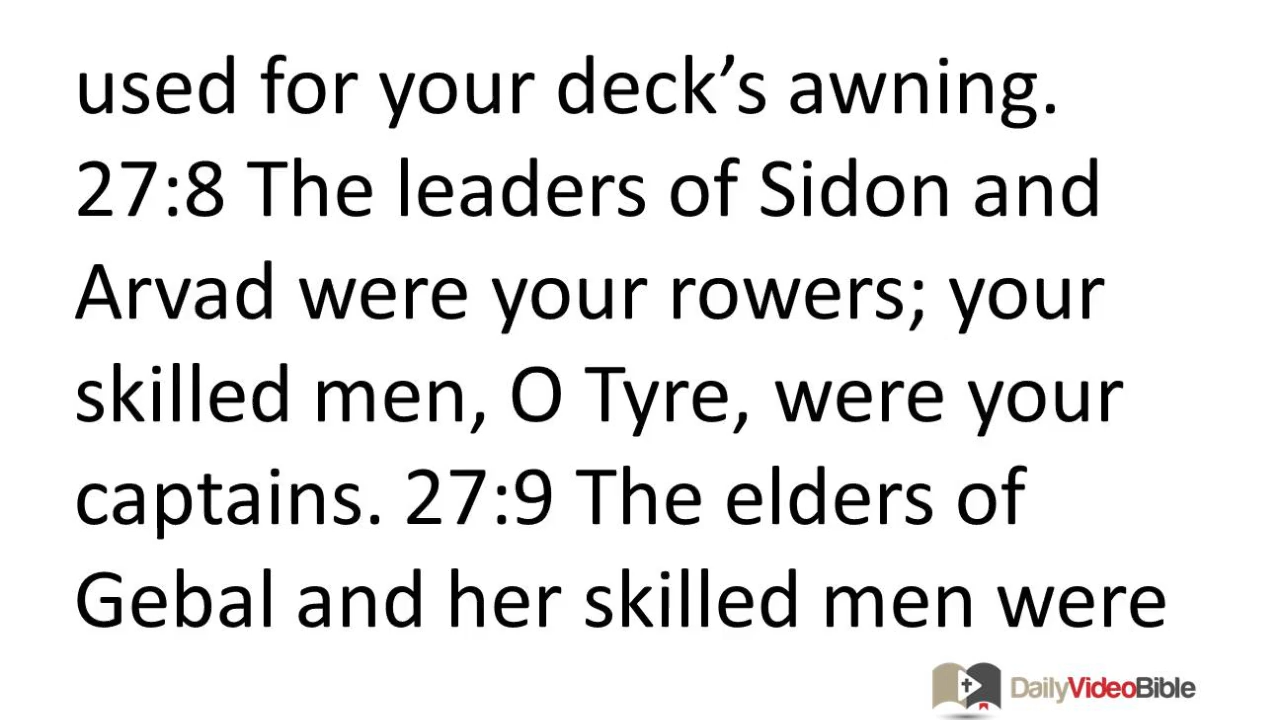 used for your deck’s awning.
27:8 The leaders of Sidon and
Arvad were your rowers; your
skilled men, O Tyre, were your
captains. 27:9 The elders of
Gebal and her skilled men were
DailyVideoBible